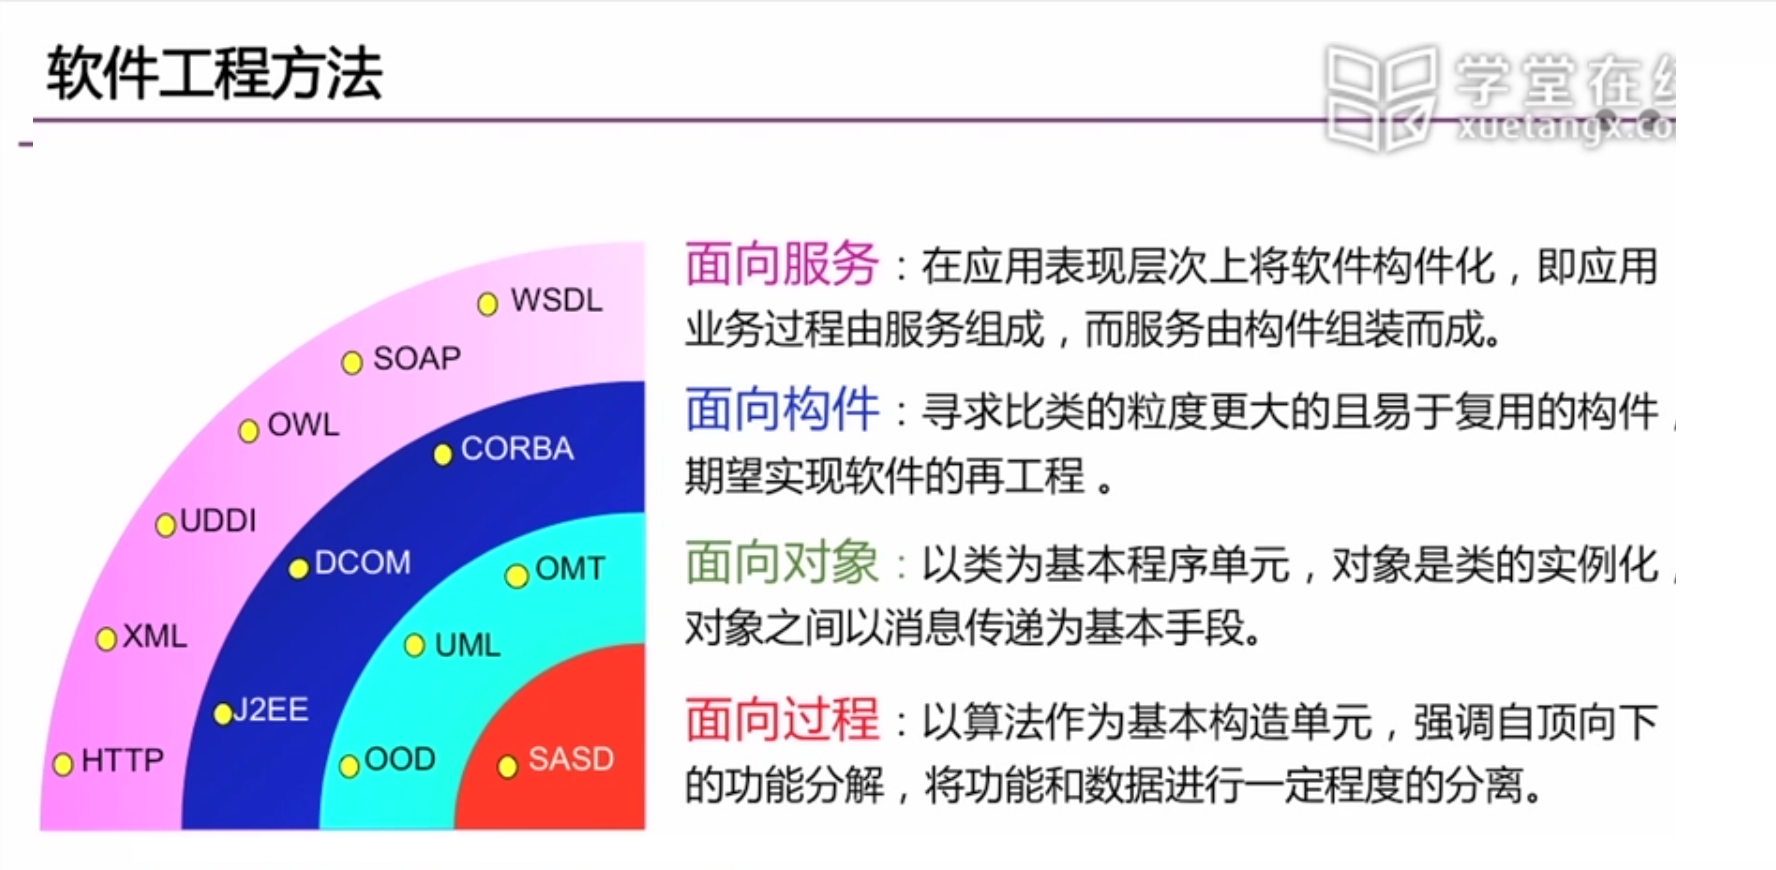 软件工程方法
学堂在
xuetangx.co
WSDL
SOAP
OWL
UDDI
XML
HTTP
CORBA
DCOM
J2EE
OMT
UML
OOD
SASD
面向服务：在应用表现层次上将软件构件化，即应用
业务过程由服务组成，而服务由构件组装而成。
面向构件：寻求比类的粒度更大的且易于复用的构件，
期望实现软件的再工程 。
面向对象：以类为基本程序单元，对象是类的实例化，
对象之间以消息传递为基本手段。
面向过程：以算法作为基本构造单元，强调自顶向下
的功能分解，将功能和数据进行一定程度的分离。